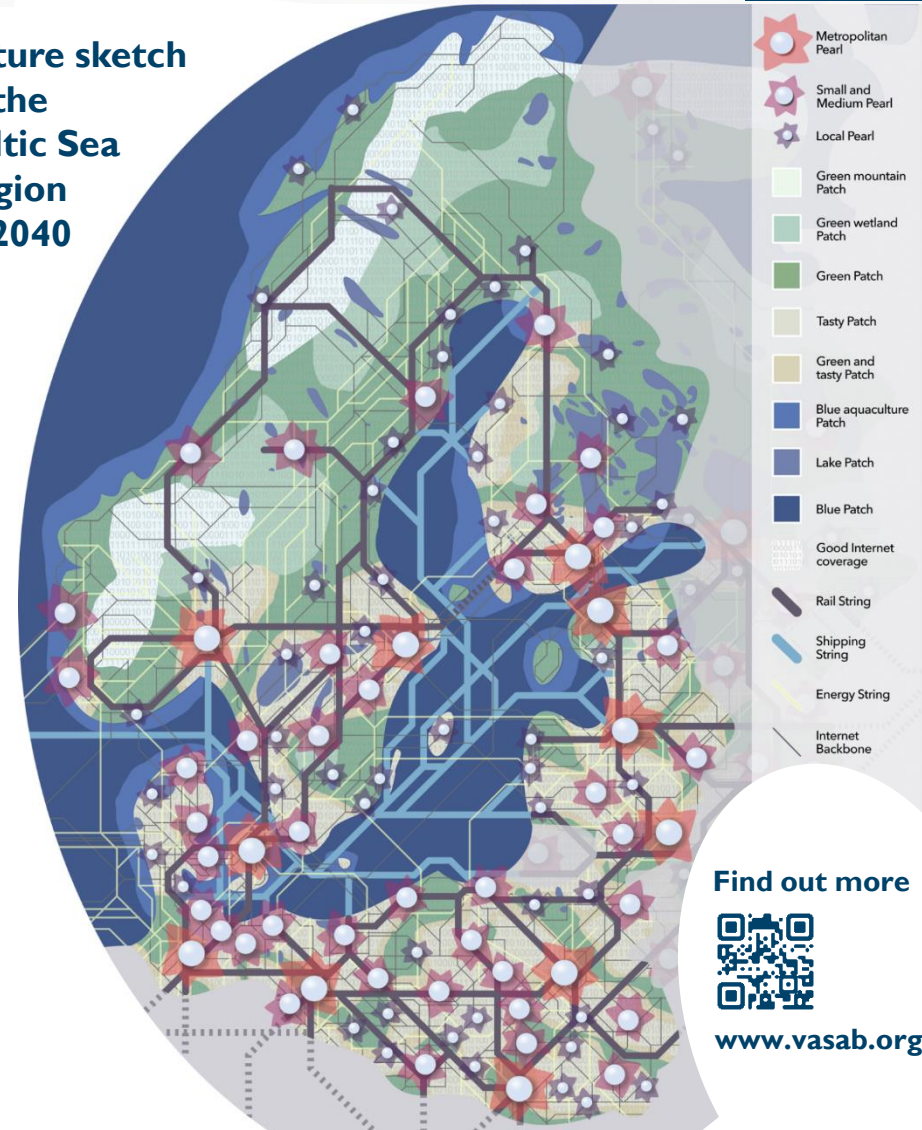 ture sketch
the
ltic Sea
gion
2040
Metropolitan
Pearl
Small and
Medium Pearl
Local Pearl
Green mountain
Patch
Green wetland
Patch
Green Patch
Tasty Patch
Green and
tasty Patch
Blue aquaculture
Patch
Lake Patch
Blue Patch
Good Internet
coverage
Rail String
Shipping
String
Energy String
Internet
Backbone
Find out more
www.vasab.org